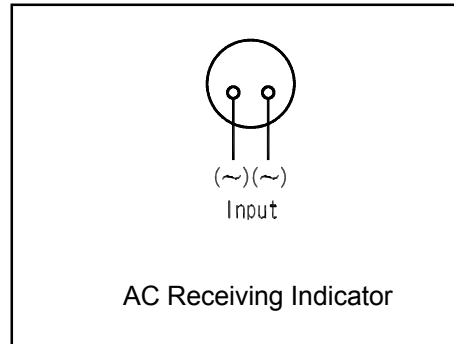 (~)(~)
Input
AC Receiving Indicator